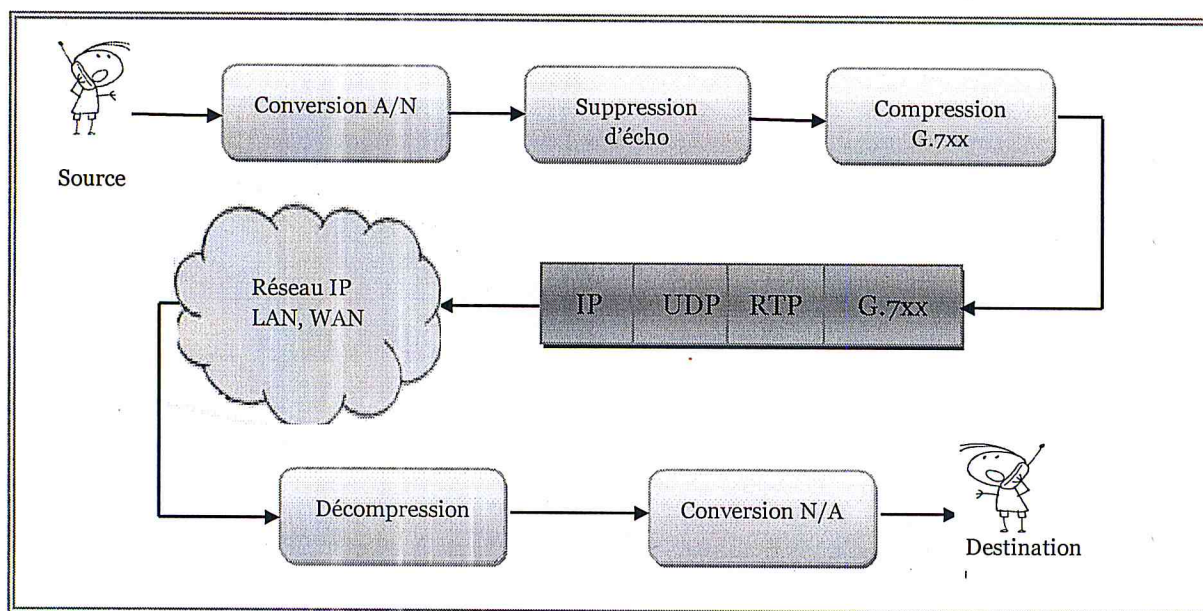 Conversion A/N
Suppression
d'écho
Compression
G.7xx
Source
Réseau IP
LAN, WAN
IP UDP RTP G.7xx
Décompression
Conversion N/A
Destination